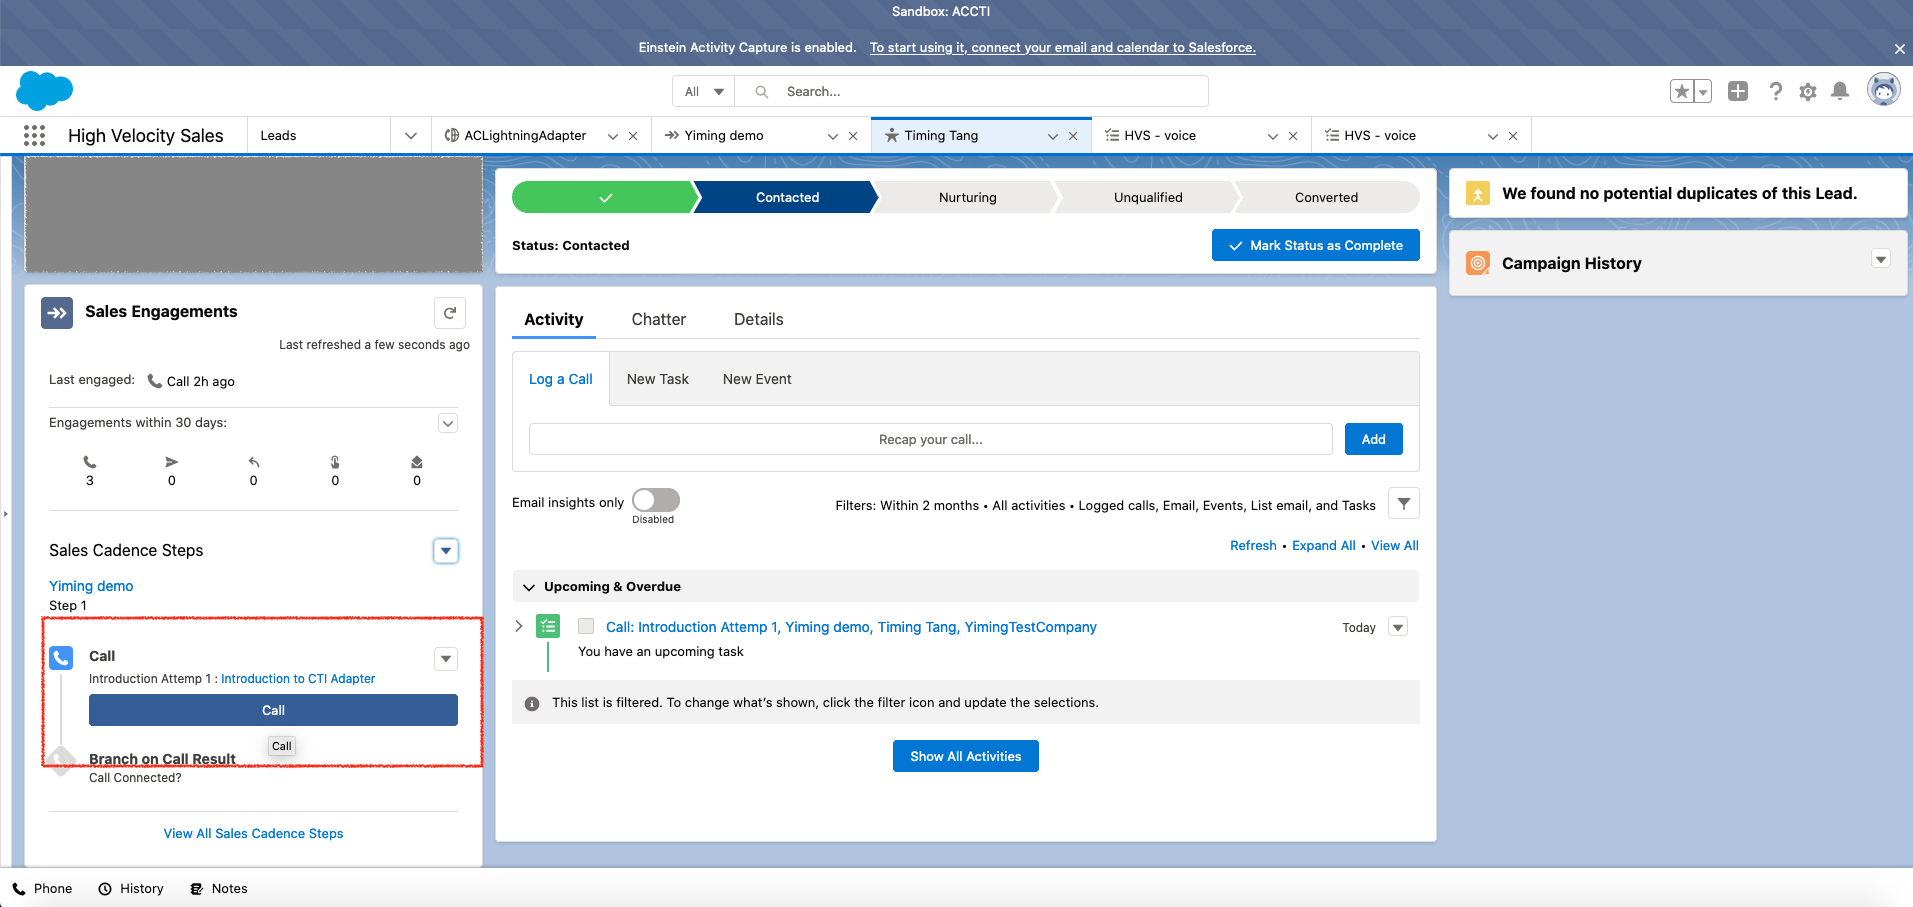 Sandbox: ACCTI
Einstein Activity Capture is enabled. To start using it, connect your email and calendar to Salesforce.
All Search...
High Velocity Sales Leads ACLightningAdapter Yiming demo Timing Tang HVS - voice HVS - voice
Contacted Nurturing Unqualified Converted
Status: Contacted
Mark Status as Complete
We found no potential duplicates of this Lead.
Campaign History
Sales Engagements
Last refreshed a few seconds ago
Last engaged: Call 2h ago
Engagements within 30 days:
3 0 0 0 0
Sales Cadence Steps
Yiming demo
Step 1
Call
Introduction Attemp 1 : Introduction to CTI Adapter
Call
Call
Branch on Call Result
Call Connected?
View All Sales Cadence Steps
Activity Chatter Details
Log a Call New Task New Event
Recap your call... Add
Email insights only
Disabled
Filters: Within 2 months • All activities • Logged calls, Email, Events, List email, and Tasks
Refresh • Expand All • View All
Upcoming & Overdue
Call: Introduction Attemp 1, Yiming demo, Timing Tang, YimingTestCompany Today
You have an upcoming task
This list is filtered. To change what's shown, click the filter icon and update the selections.
Show All Activities
Phone History Notes